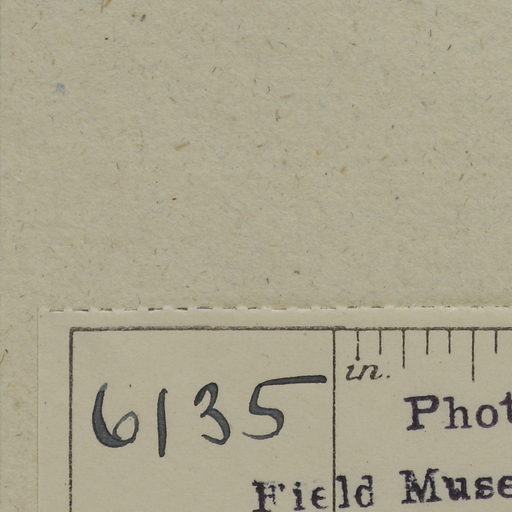 in.
6135
Phot
Field Muse